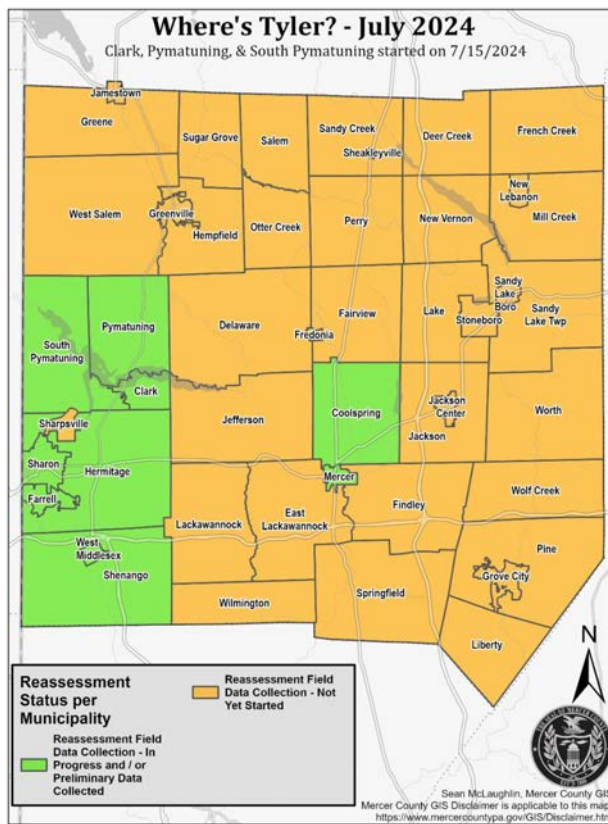 Where's Tyler? - July 2024
Clark, Pymatuning, & South Pymatuning started on 7/15/2024
Jamestown
Greene
Sugar Grove
Salem
Sandy Creek
Sheakleyville
Deer Creek
French Creek
West Salem
Greenville
Hempfield
Otter Creek
Perry
New Vernon
New
Lebanon
Mill Creek
South
Pymatuning
Pymatuning
Clark
Delaware
Fredonia
Fairview
Lake
Stoneboro
Sandy
Lake
Boro
Sandy
Lake Twp
Sharpsville
Sharon
Farrell
Hermitage
Jefferson
Coolspring
Mercer
Jackson
Center
Jackson
Worth
West
Middlesex
Shenango
Lackawannock
East
Lackawannock
Findley
Wolf Creek
Pine
Grove City
Wilmington
Springfield
Liberty
N
Reassessment
Status per
Municipality
Reassessment Field
Data Collection - In
Progress and / or
Preliminary Data
Collected
Reassessment Field
Data Collection - Not
Yet Started
Sean McLaughlin, Mercer County GIS
Mercer County GIS Disclaimer is applicable to this map
https://www.mercercountypa.gov/GIS/Disclaimer.htm